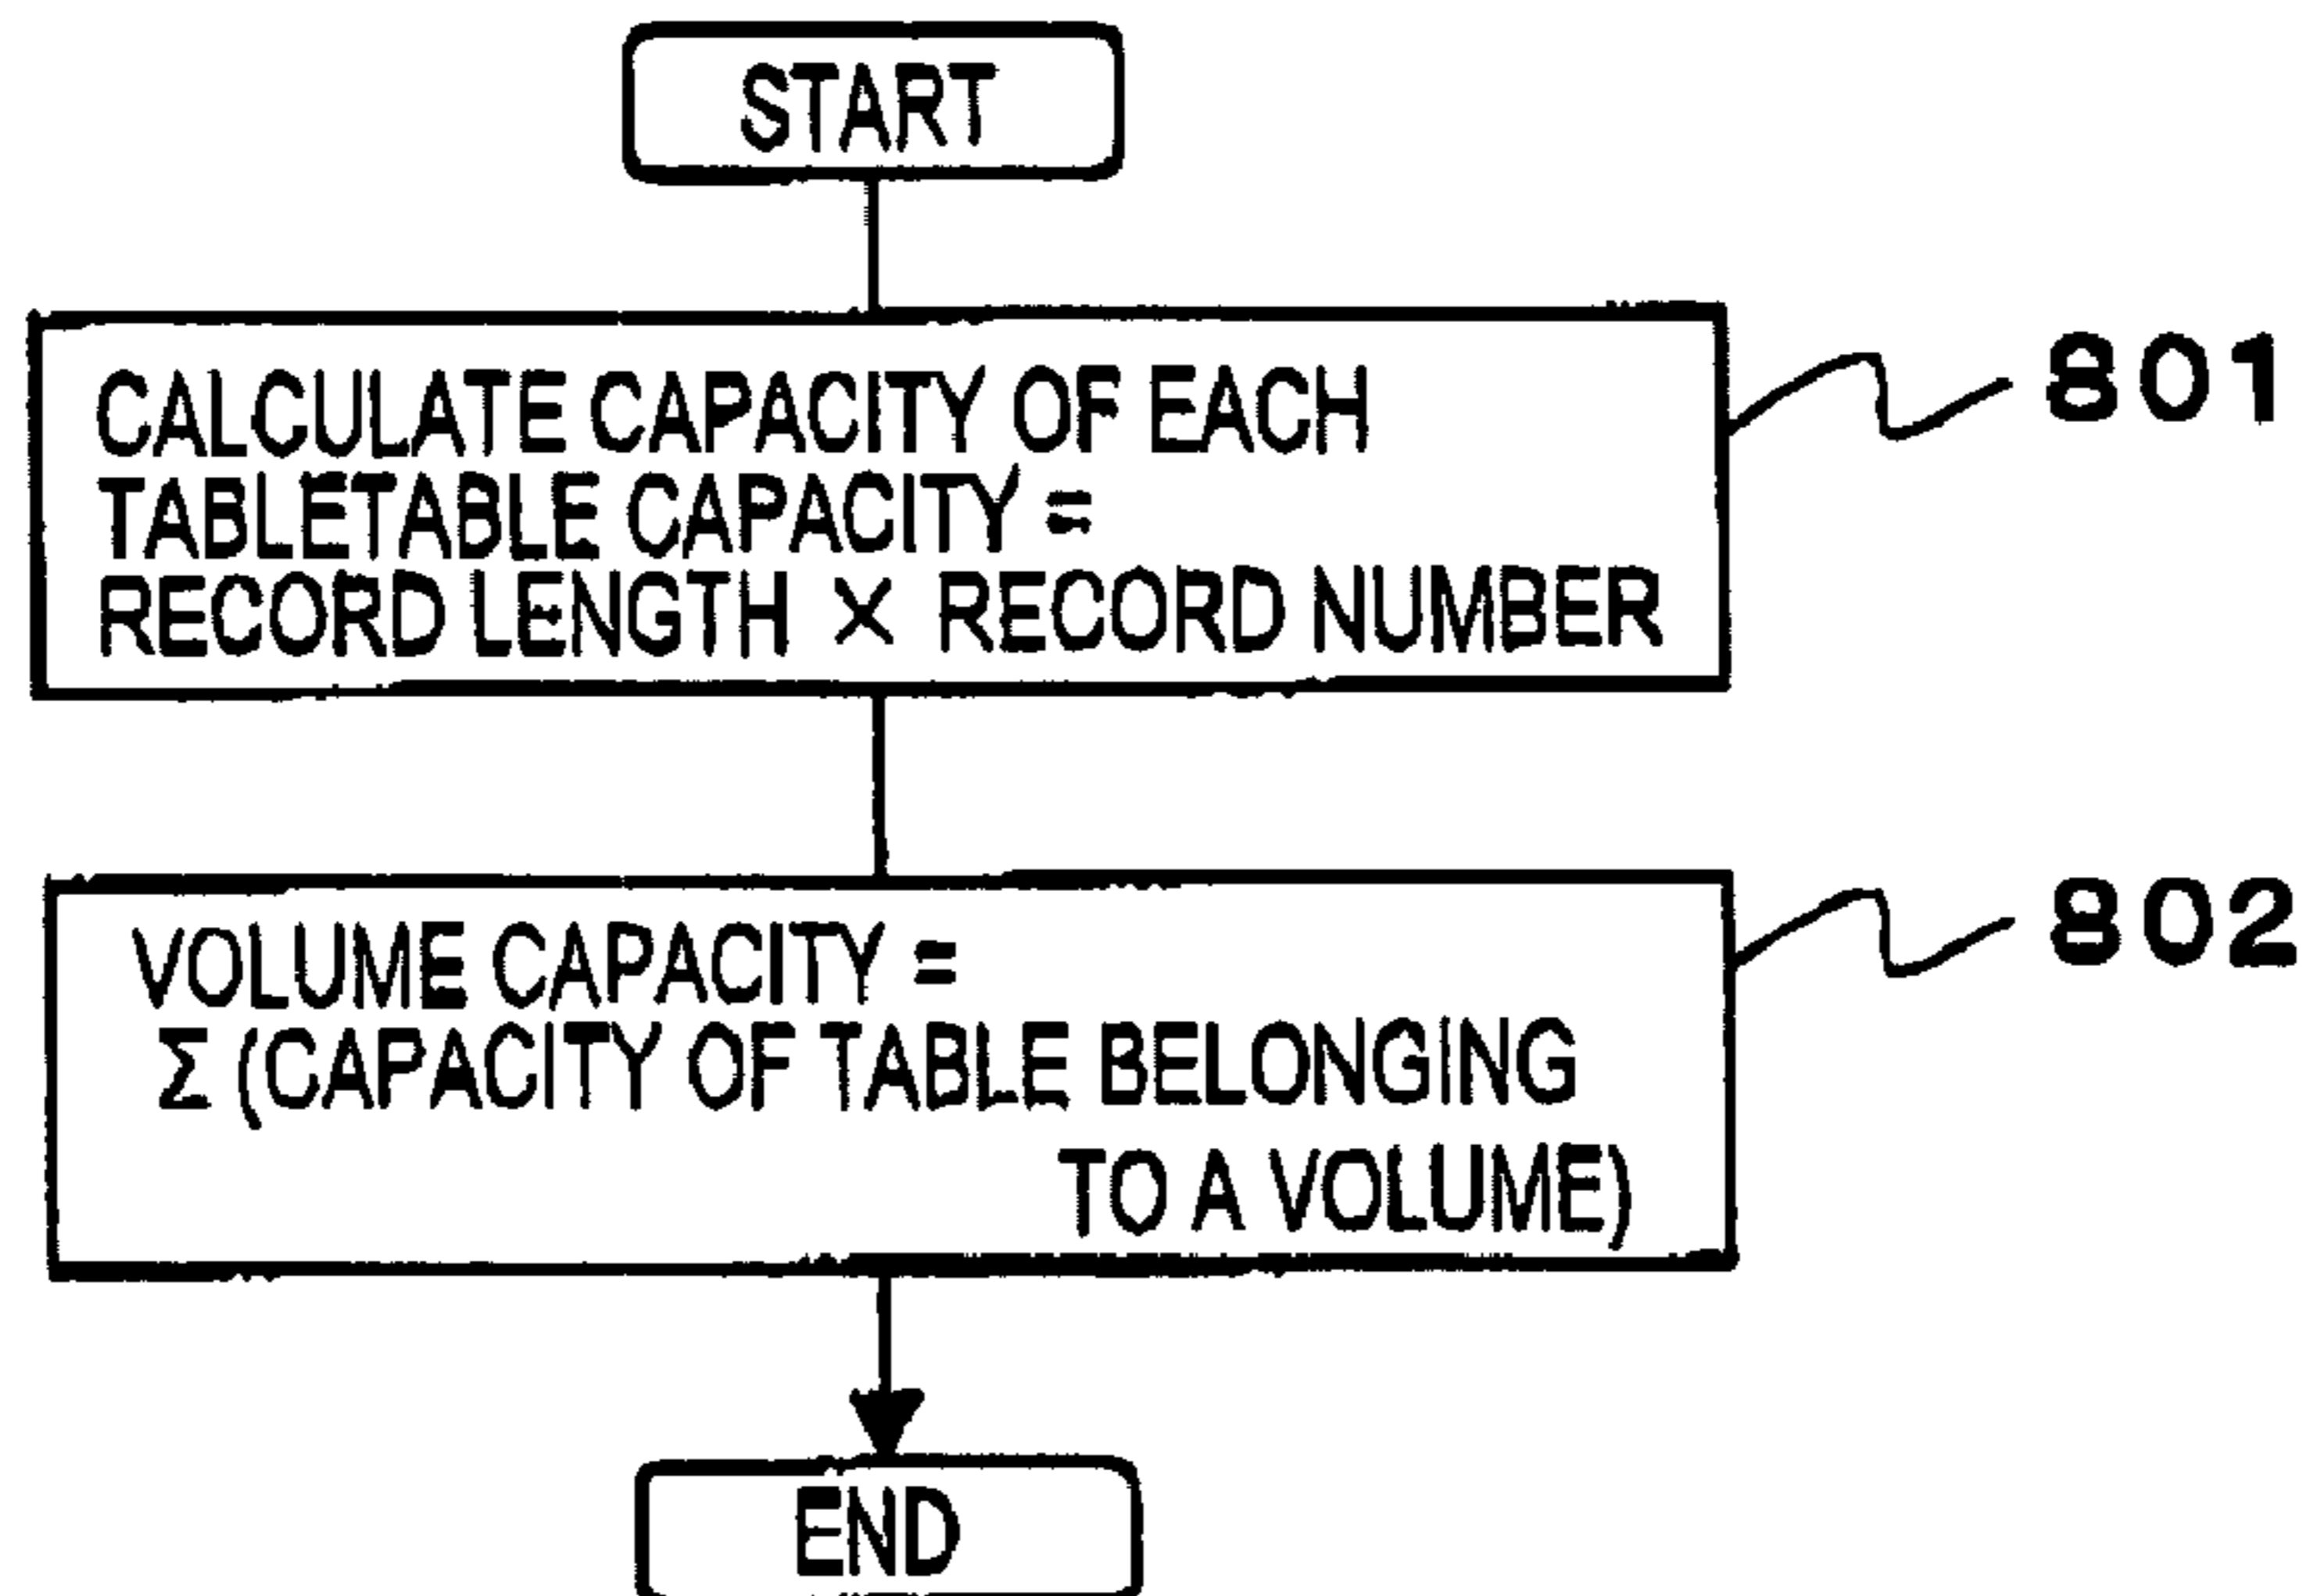 START
CALCULATE CAPACITY OF EACH
TABLETABLE CAPACITY =
RECORD LENGTH × RECORD NUMBER
801
VOLUME CAPACITY =
Σ (CAPACITY OF TABLE BELONGING
TO A VOLUME)
802
END